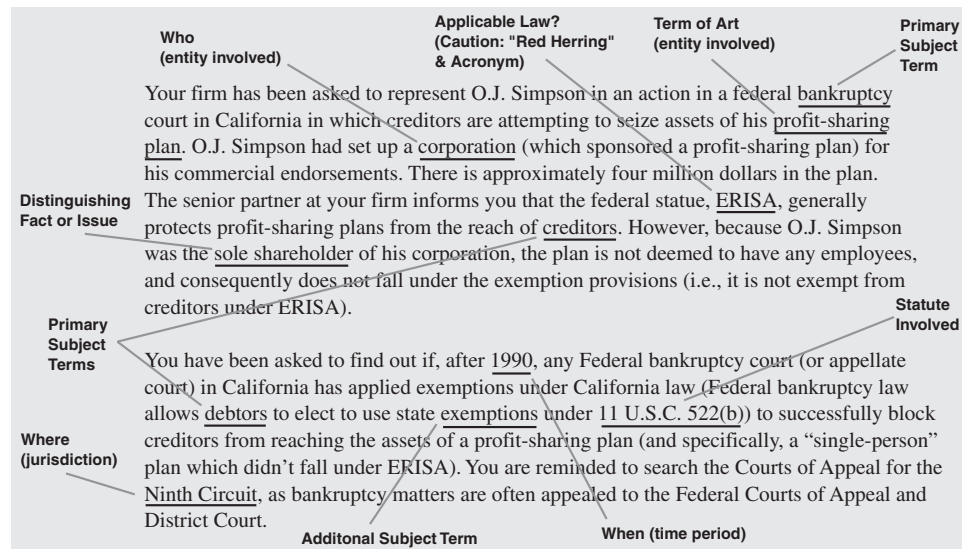 Who
(entity involved)
Applicable Law?
(Caution: "Red Herring"
& Acronym)
Term of Art
(entity involved)
Primary
Subject
Term
Your firm has been asked to represent O.J. Simpson in an action in a federal bankruptcy
court in California in which creditors are attempting to seize assets of his profit-sharing
plan. O.J. Simpson had set up a corporation (which sponsored a profit-sharing plan) for
his commercial endorsements. There is approximately four million dollars in the plan.
Distinguishing
Fact or Issue
The senior partner at your firm informs you that the federal statue, ERISA, generally
protects profit-sharing plans from the reach of creditors. However, because O.J. Simpson
was the sole shareholder of his corporation, the plan is not deemed to have any employees,
and consequently does not fall under the exemption provisions (i.e., it is not exempt from
creditors under ERISA).
Primary
Subject
Terms
Statute
Involved
You have been asked to find out if, after 1990, any Federal bankruptcy court (or appellate
court) in California has applied exemptions under California law (Federal bankruptcy law
allows debtors to elect to use state exemptions under 11 U.S.C. 522(b)) to successfully block
creditors from reaching the assets of a profit-sharing plan (and specifically, a “single-person”
plan which didn’t fall under ERISA). You are reminded to search the Courts of Appeal for the
Ninth Circuit, as bankruptcy matters are often appealed to the Federal Courts of Appeal and
District Court.
Where
(jurisdiction)
Additonal Subject Term
When (time period)